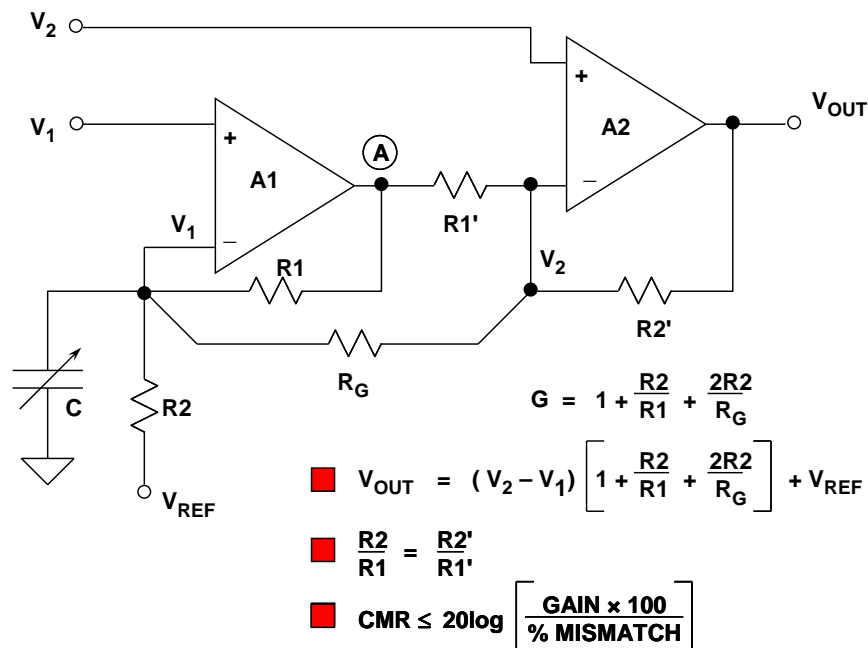 V2
V1
+
A1
−
A
R1'
+
A2
−
VOUT
V1
R1
V2
R2'
RG
C
R2
VREF
G = 1 + R2/R1 + 2R2/RG
VOUT = ( V2 – V1) [ 1 + R2/R1 + 2R2/RG ] + VREF
R2/R1 = R2'/R1'
CMR ≤ 20log [ GAIN × 100 / % MISMATCH ]